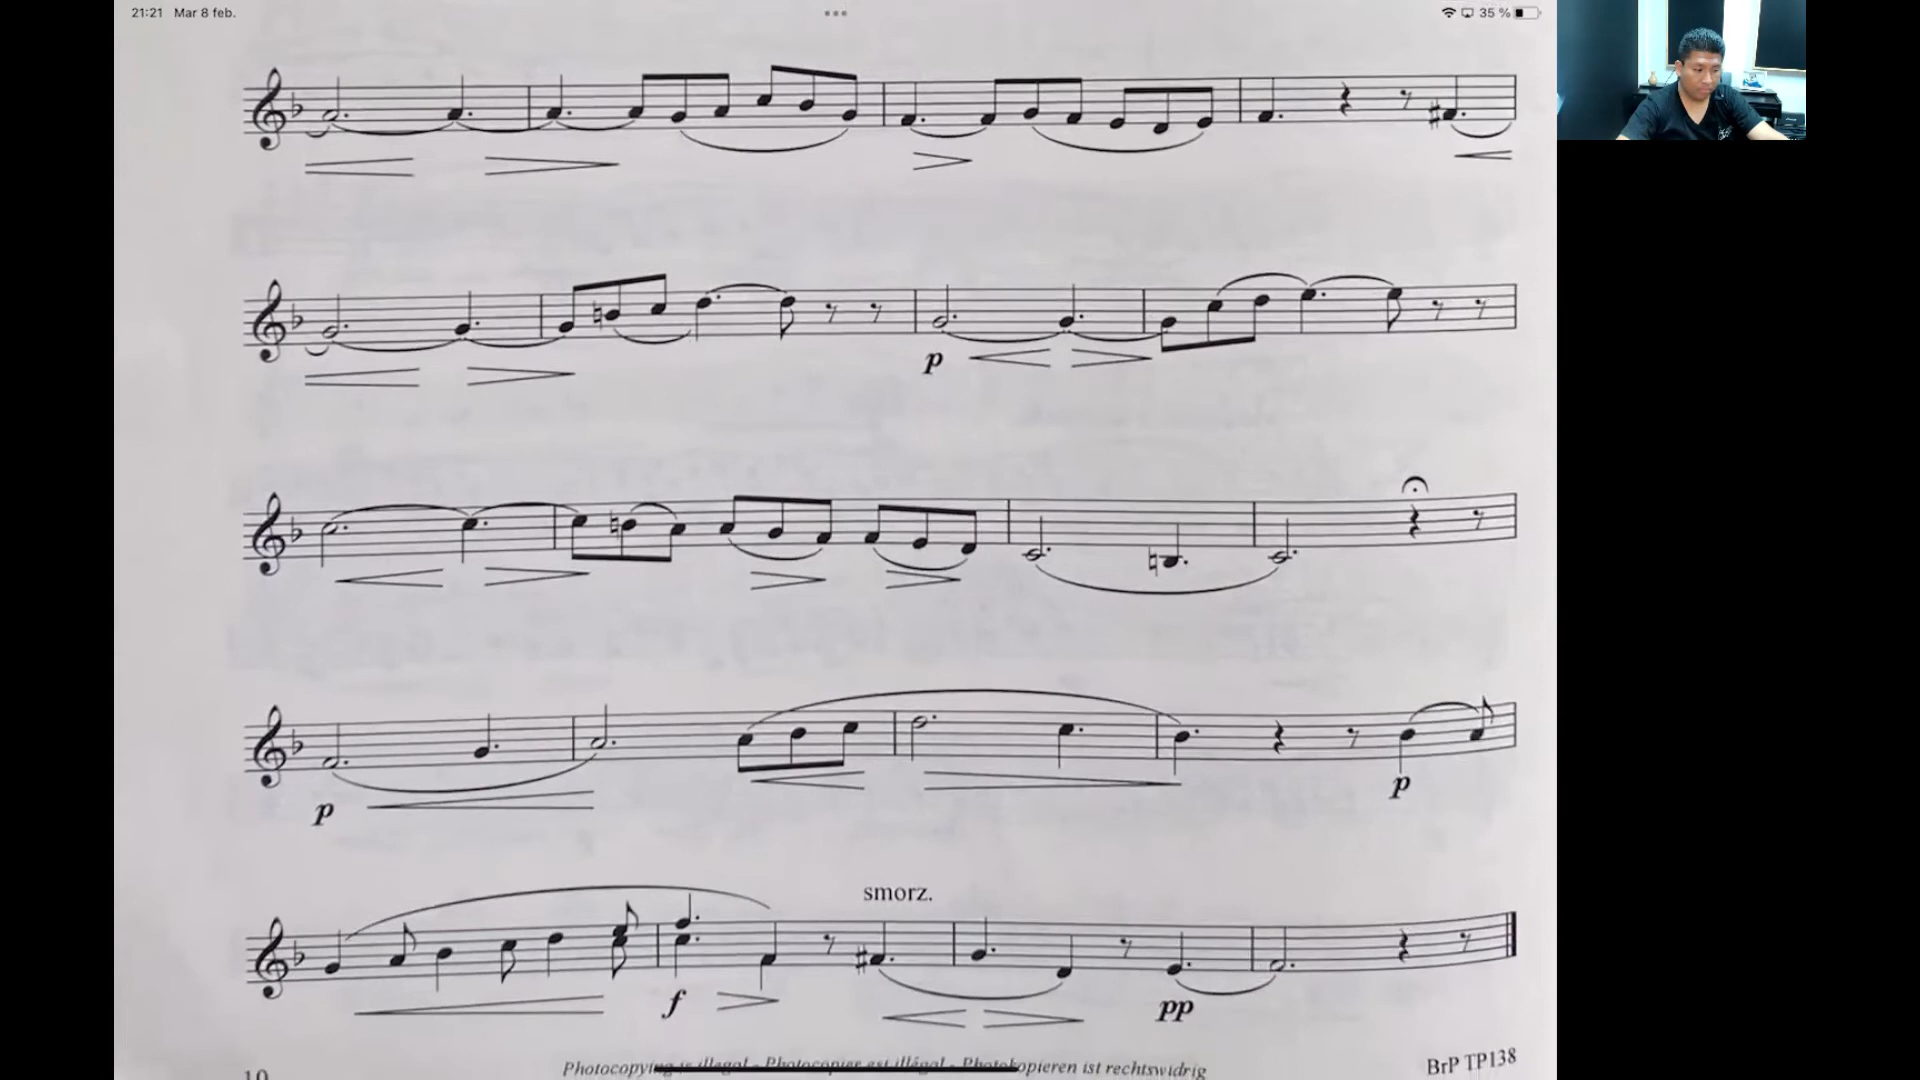 21:21 Mar 8 feb.
35 %
p
p
p
smorz.
f
pp
10
Photocopying is illegal - Photocopier est illégal - Photokopieren ist rechtswidrig
BrP TP138